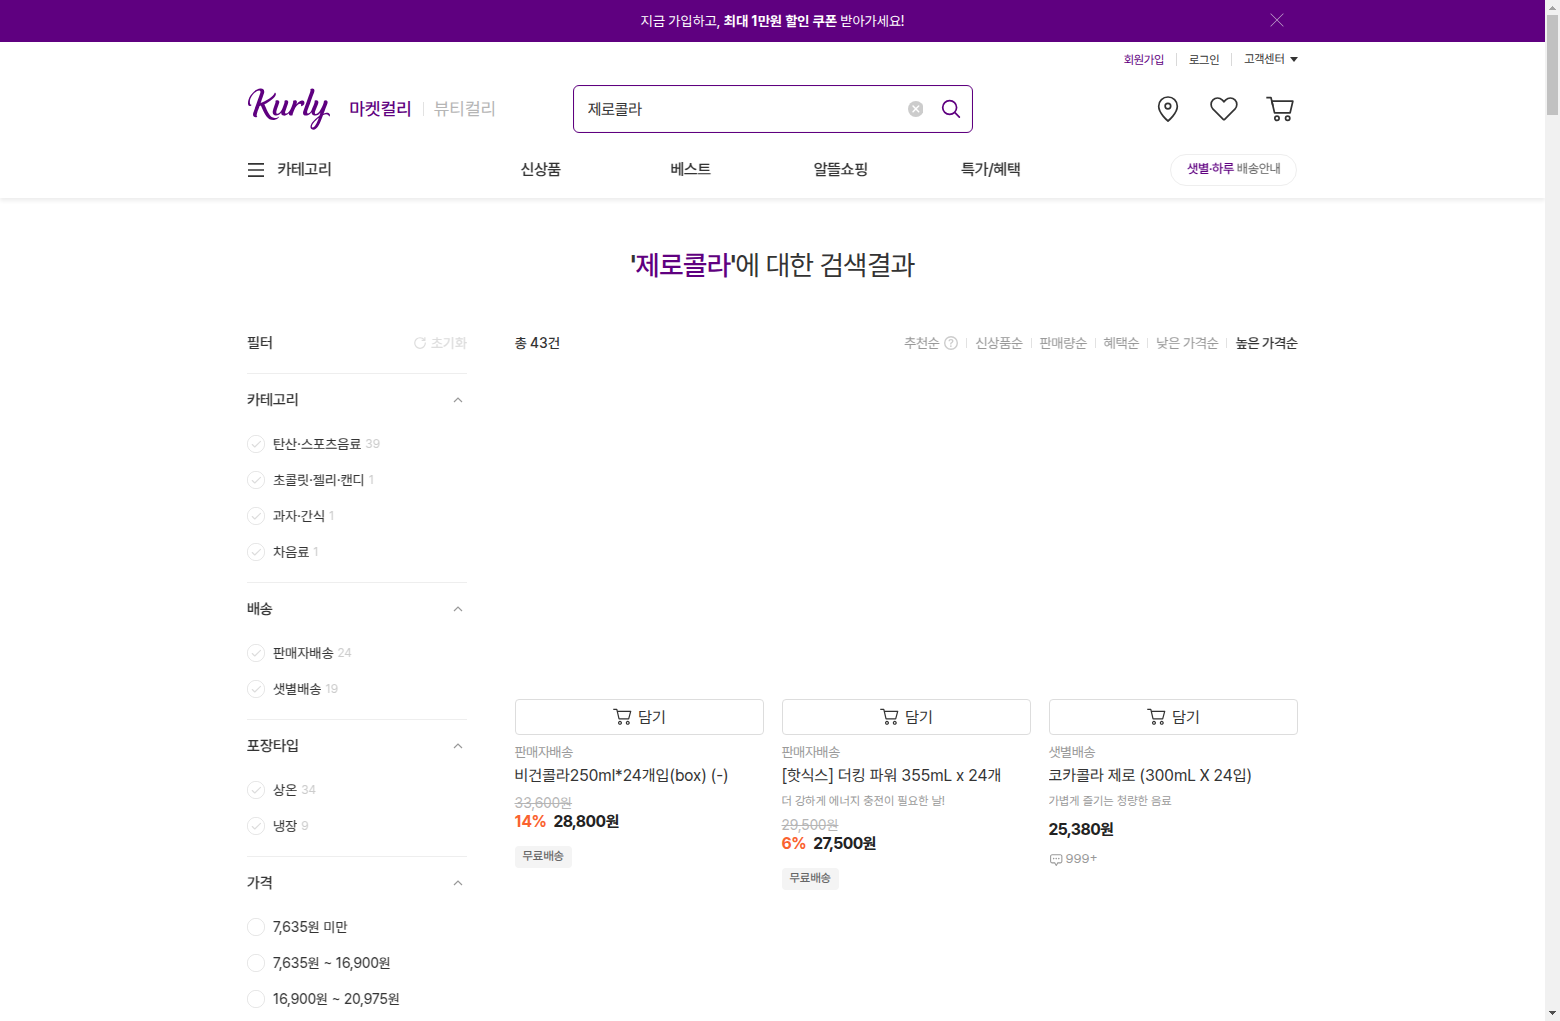 지금 가입하고, 최대 1만원 할인 쿠폰 받아가세요!
회원가입 로그인 고객센터
Kurly 마켓컬리 뷰티컬리 제로콜라
카테고리 신상품 베스트 알뜰쇼핑 특가/혜택 샛별·하루 배송안내
'제로콜라'에 대한 검색결과
필터 초기화
총 43건 추천순 ? 신상품순 판매량순 혜택순 낮은 가격순 높은 가격순
카테고리
탄산·스포츠음료 39
초콜릿·젤리·캔디 1
과자·간식 1
차음료 1
배송
판매자배송 24
샛별배송 19
포장타입
상온 34
냉장 9
가격
7,635원 미만
7,635원 ~ 16,900원
16,900원 ~ 20,975원
담기
판매자배송
비건콜라250ml*24개입(box) (-)
33,600원
14% 28,800원
무료배송
담기
판매자배송
[핫식스] 더킹 파워 355mL x 24개
더 강하게 에너지 충전이 필요한 날!
29,500원
6% 27,500원
무료배송
담기
샛별배송
코카콜라 제로 (300mL X 24입)
가볍게 즐기는 청량한 음료
25,380원
999+